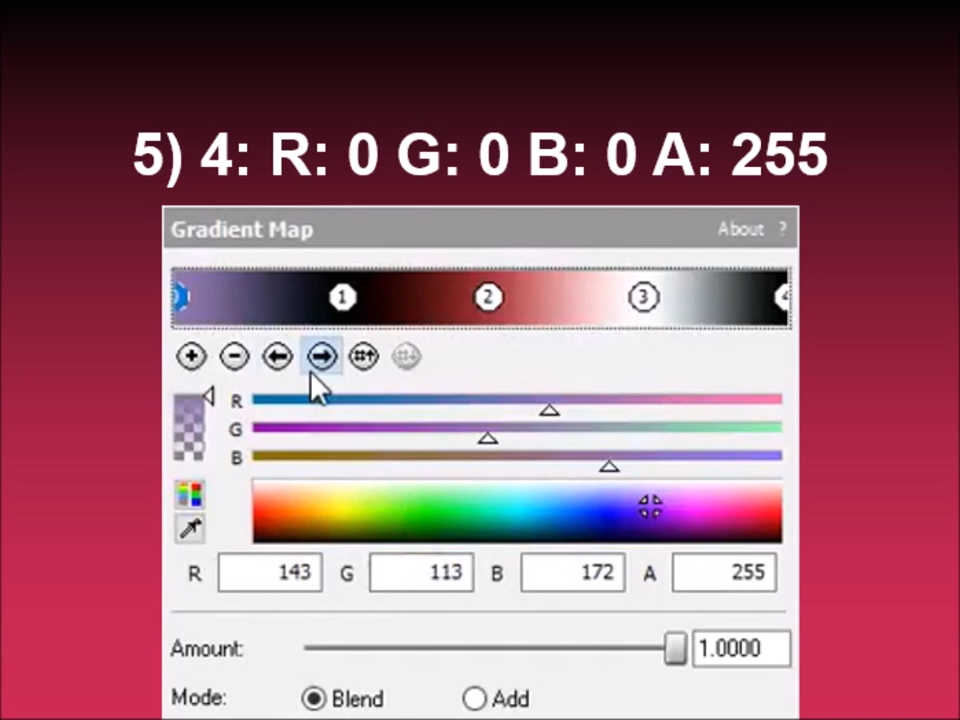 5) 4: R: 0 G: 0 B: 0 A: 255
Gradient Map About ?
1 2 3 4
R
G
B
R 143 G 113 B 172 A 255
Amount: 1.0000
Mode: Blend Add